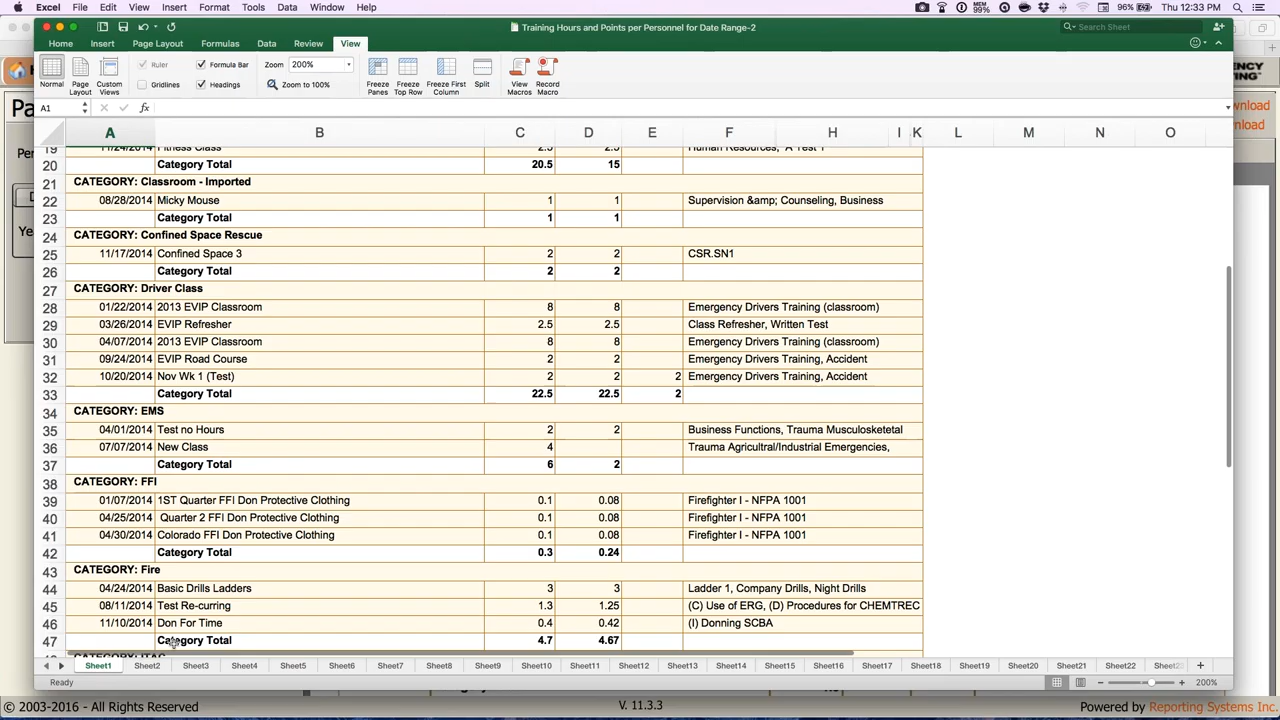 Excel File Edit View Insert Format Tools Data Window Help
MEM 99% 96% Thu 12:33 PM
Training Hours and Points per Personnel for Date Range-2
Search Sheet
Home Insert Page Layout Formulas Data Review View
Ruler Formula Bar Zoom 200%
Gridlines Headings Zoom to 100%
Normal Page Layout Custom Views Freeze Panes Freeze Top Row Freeze First Column Split View Macros Record Macro
A1 fx
A B C D E F H I K L M N O
19 11/24/2014 Fitness Class 2.5 2.5 Human Resources, A Test 1
20 Category Total 20.5 15
21 CATEGORY: Classroom - Imported
22 08/28/2014 Micky Mouse 1 1 Supervision &amp; Counseling, Business
23 Category Total 1 1
24 CATEGORY: Confined Space Rescue
25 11/17/2014 Confined Space 3 2 2 CSR.SN1
26 Category Total 2 2
27 CATEGORY: Driver Class
28 01/22/2014 2013 EVIP Classroom 8 8 Emergency Drivers Training (classroom)
29 03/26/2014 EVIP Refresher 2.5 2.5 Class Refresher, Written Test
30 04/07/2014 2013 EVIP Classroom 8 8 Emergency Drivers Training (classroom)
31 09/24/2014 EVIP Road Course 2 2 Emergency Drivers Training, Accident
32 10/20/2014 Nov Wk 1 (Test) 2 2 2 Emergency Drivers Training, Accident
33 Category Total 22.5 22.5 2
34 CATEGORY: EMS
35 04/01/2014 Test no Hours 2 2 Business Functions, Trauma Musculosketetal
36 07/07/2014 New Class 4 Trauma Agricultral/Industrial Emergencies,
37 Category Total 6 2
38 CATEGORY: FFI
39 01/07/2014 1ST Quarter FFI Don Protective Clothing 0.1 0.08 Firefighter I - NFPA 1001
40 04/25/2014 Quarter 2 FFI Don Protective Clothing 0.1 0.08 Firefighter I - NFPA 1001
41 04/30/2014 Colorado FFI Don Protective Clothing 0.1 0.08 Firefighter I - NFPA 1001
42 Category Total 0.3 0.24
43 CATEGORY: Fire
44 04/24/2014 Basic Drills Ladders 3 3 Ladder 1, Company Drills, Night Drills
45 08/11/2014 Test Re-curring 1.3 1.25 (C) Use of ERG, (D) Procedures for CHEMTREC
46 11/10/2014 Don For Time 0.4 0.42 (I) Donning SCBA
47 Category Total 4.7 4.67
CATEGORY: ITAC
Sheet1 Sheet2 Sheet3 Sheet4 Sheet5 Sheet6 Sheet7 Sheet8 Sheet9 Sheet10 Sheet11 Sheet12 Sheet13 Sheet14 Sheet15 Sheet16 Sheet17 Sheet18 Sheet19 Sheet20 Sheet21 Sheet22
Ready 200%
© 2003-2016 - All Rights Reserved V. 11.3.3 Powered by Reporting Systems Inc.